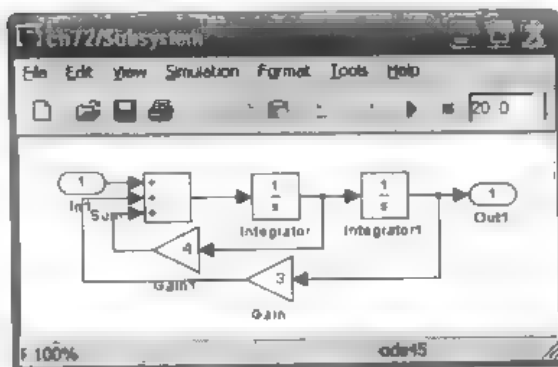 File Edit View Simulation Format Tools Help
20.0
1
In1
Sum
+
+
+
1
s
Integrator
1
s
Integrator1
1
Out1
4
Gain1
3
Gain
100%
ode45